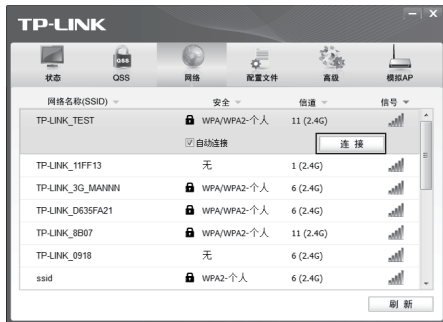 TP-LINK
QSS
状态 QSS 网络 配置文件 高级 模拟AP
网络名称(SSID) 安全 信道 信号
TP-LINK_TEST WPA/WPA2-个人 11 (2.4G)
自动连接 连 接
TP-LINK_11FF13 无 1 (2.4G)
TP-LINK_3G_MANNN WPA/WPA2-个人 6 (2.4G)
TP-LINK_D635FA21 WPA/WPA2-个人 6 (2.4G)
TP-LINK_8B07 WPA/WPA2-个人 11 (2.4G)
TP-LINK_0918 无 6 (2.4G)
ssid WPA2-个人 6 (2.4G)
刷 新